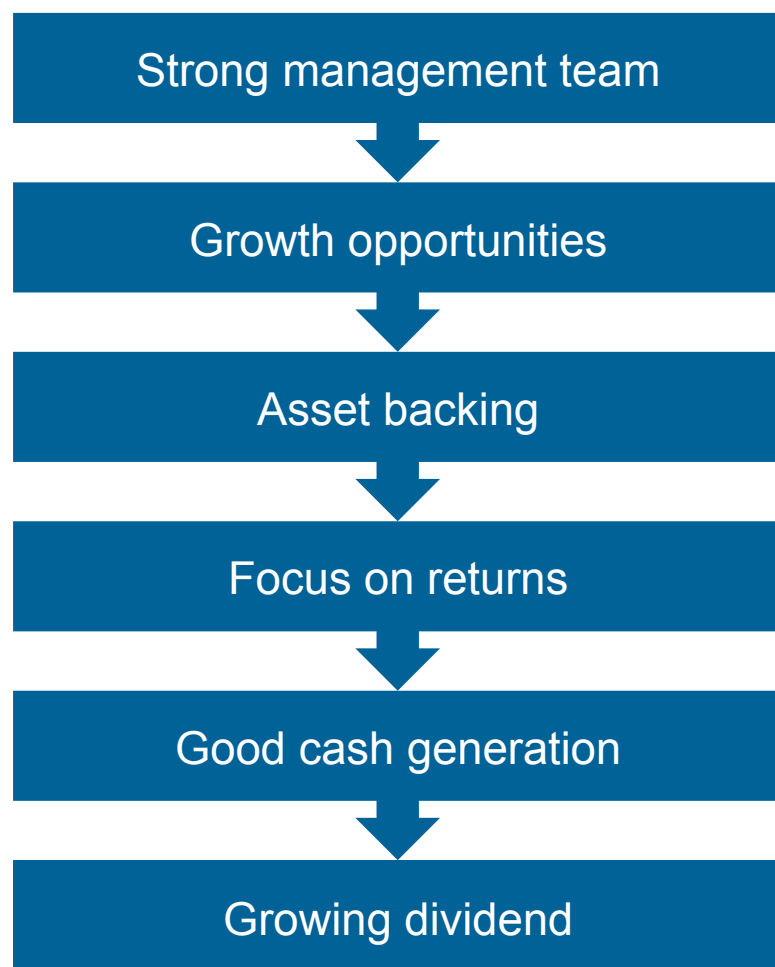 Strong management team
Growth opportunities
Asset backing
Focus on returns
Good cash generation
Growing dividend